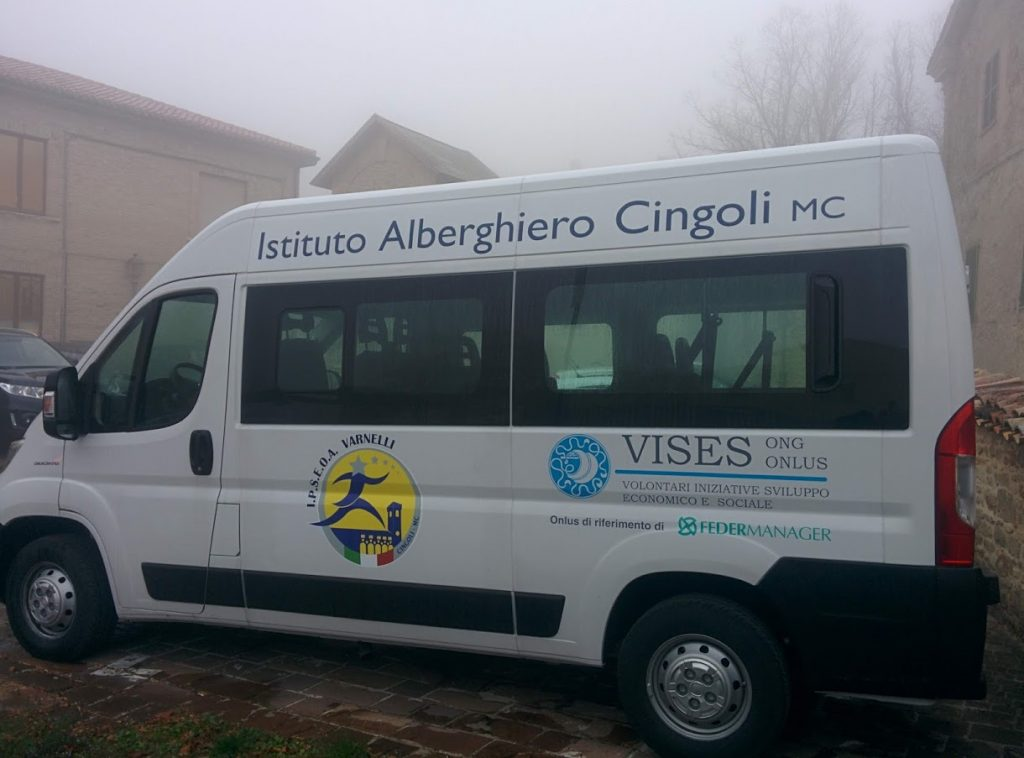 Istituto Alberghiero Cingoli MC
I.P.S.E.O.A. VARNELLI
CINGOLI MC
VISES ONG
ONLUS
VOLONTARI INIZIATIVE SVILUPPO
ECONOMICO E SOCIALE
Onlus di riferimento di FEDERMANAGER